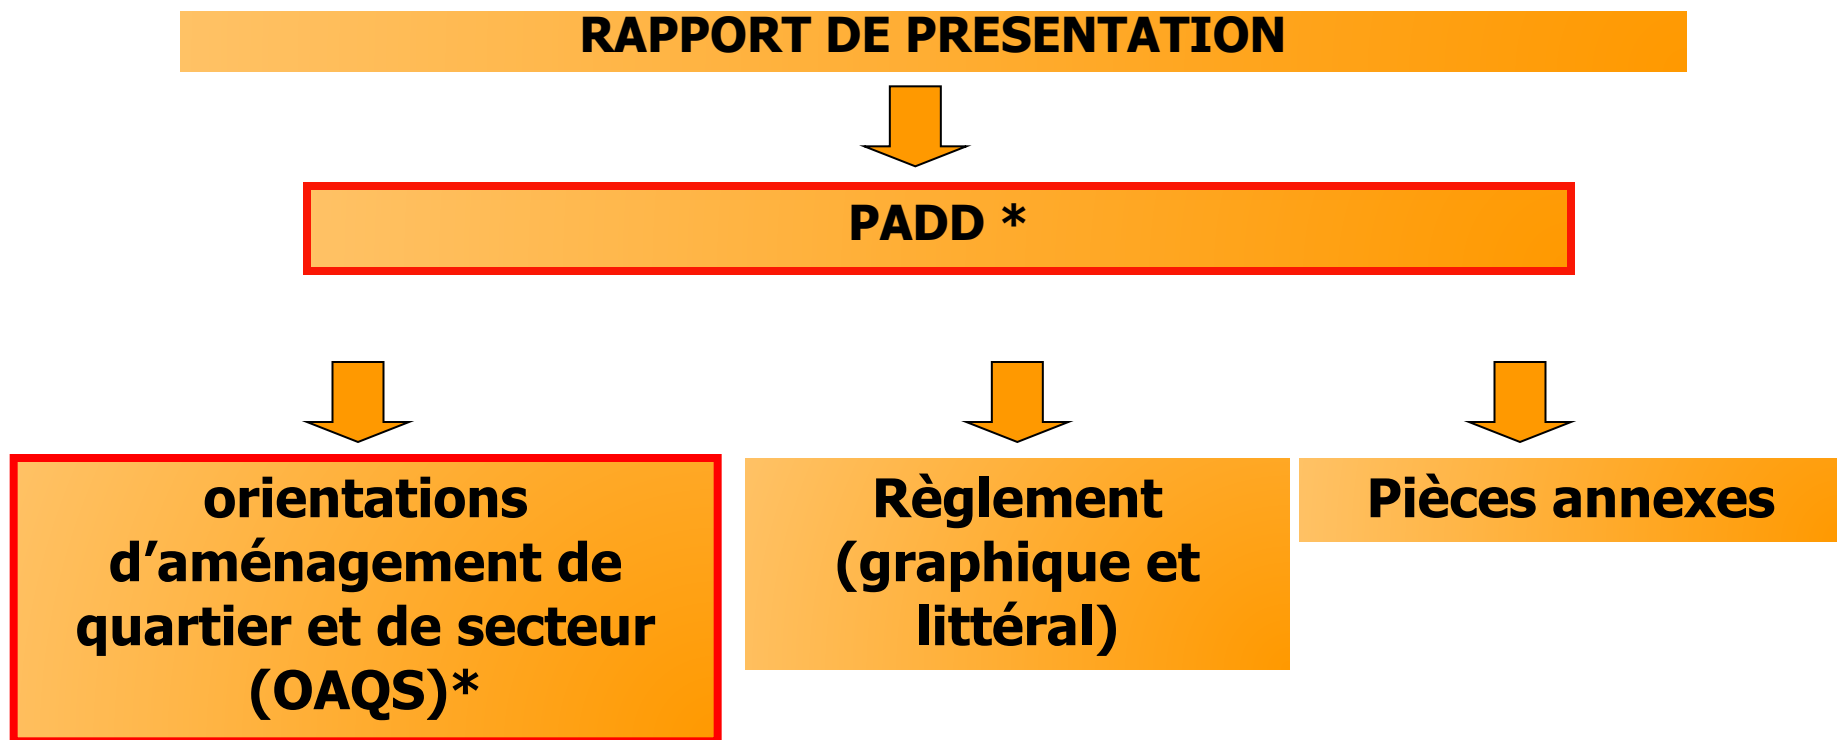 RAPPORT DE PRESENTATION
PADD *
orientations
d’aménagement de
quartier et de secteur
(OAQS)*
Règlement
(graphique et
littéral)
Pièces annexes